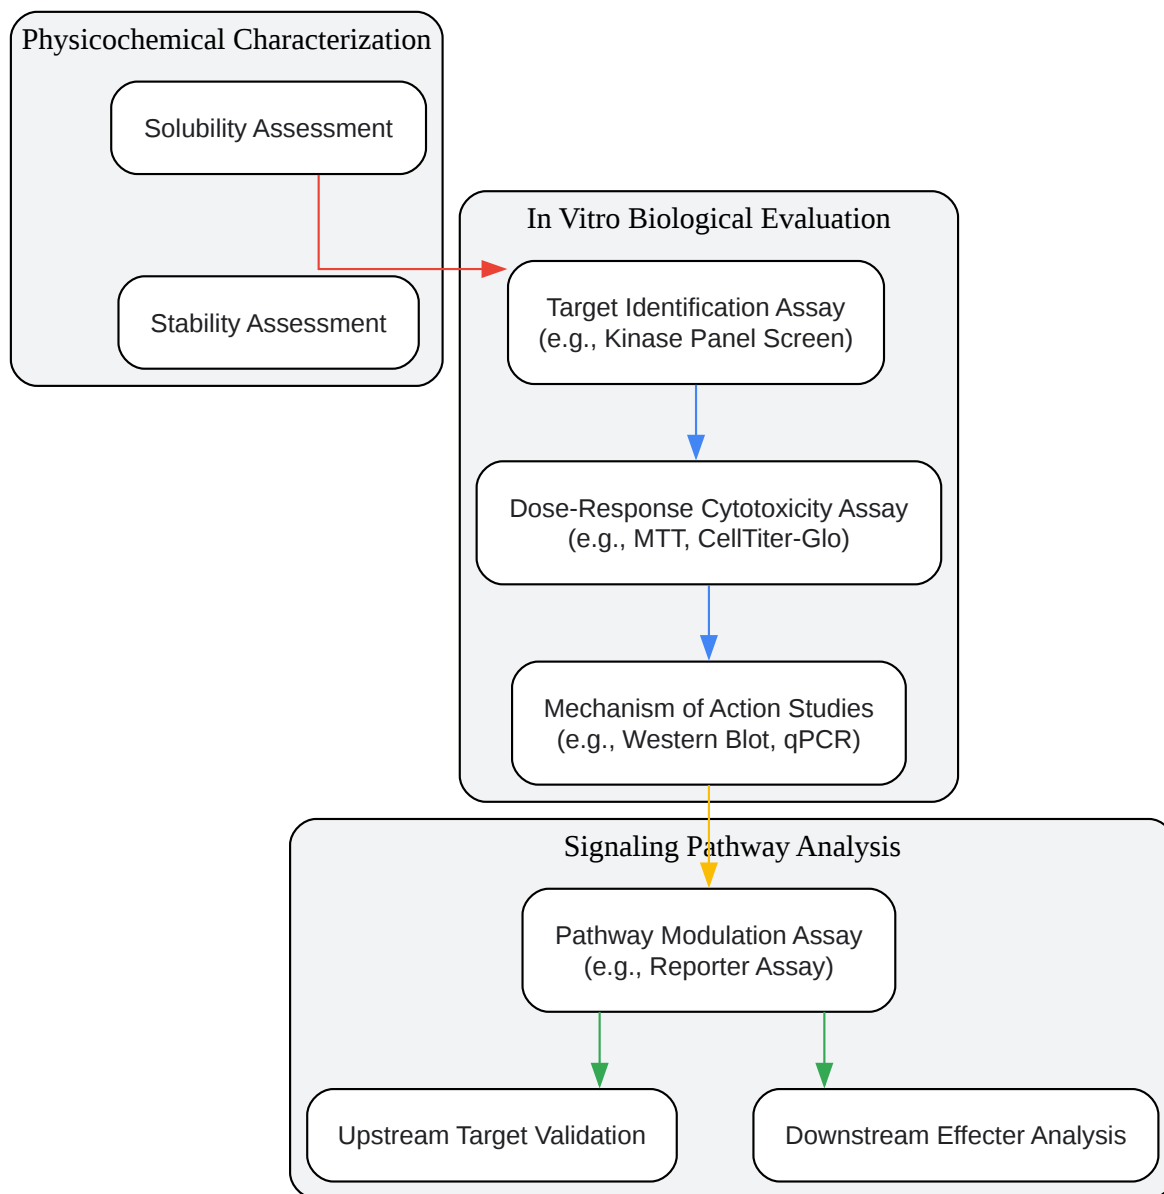 Physicochemical Characterization
Solubility Assessment
Stability Assessment
In Vitro Biological Evaluation
Target Identification Assay
(e.g., Kinase Panel Screen)
Dose-Response Cytotoxicity Assay
(e.g., MTT, CellTiter-Glo)
Mechanism of Action Studies
(e.g., Western Blot, qPCR)
Signaling Pathway Analysis
Pathway Modulation Assay
(e.g., Reporter Assay)
Upstream Target Validation
Downstream Effecter Analysis